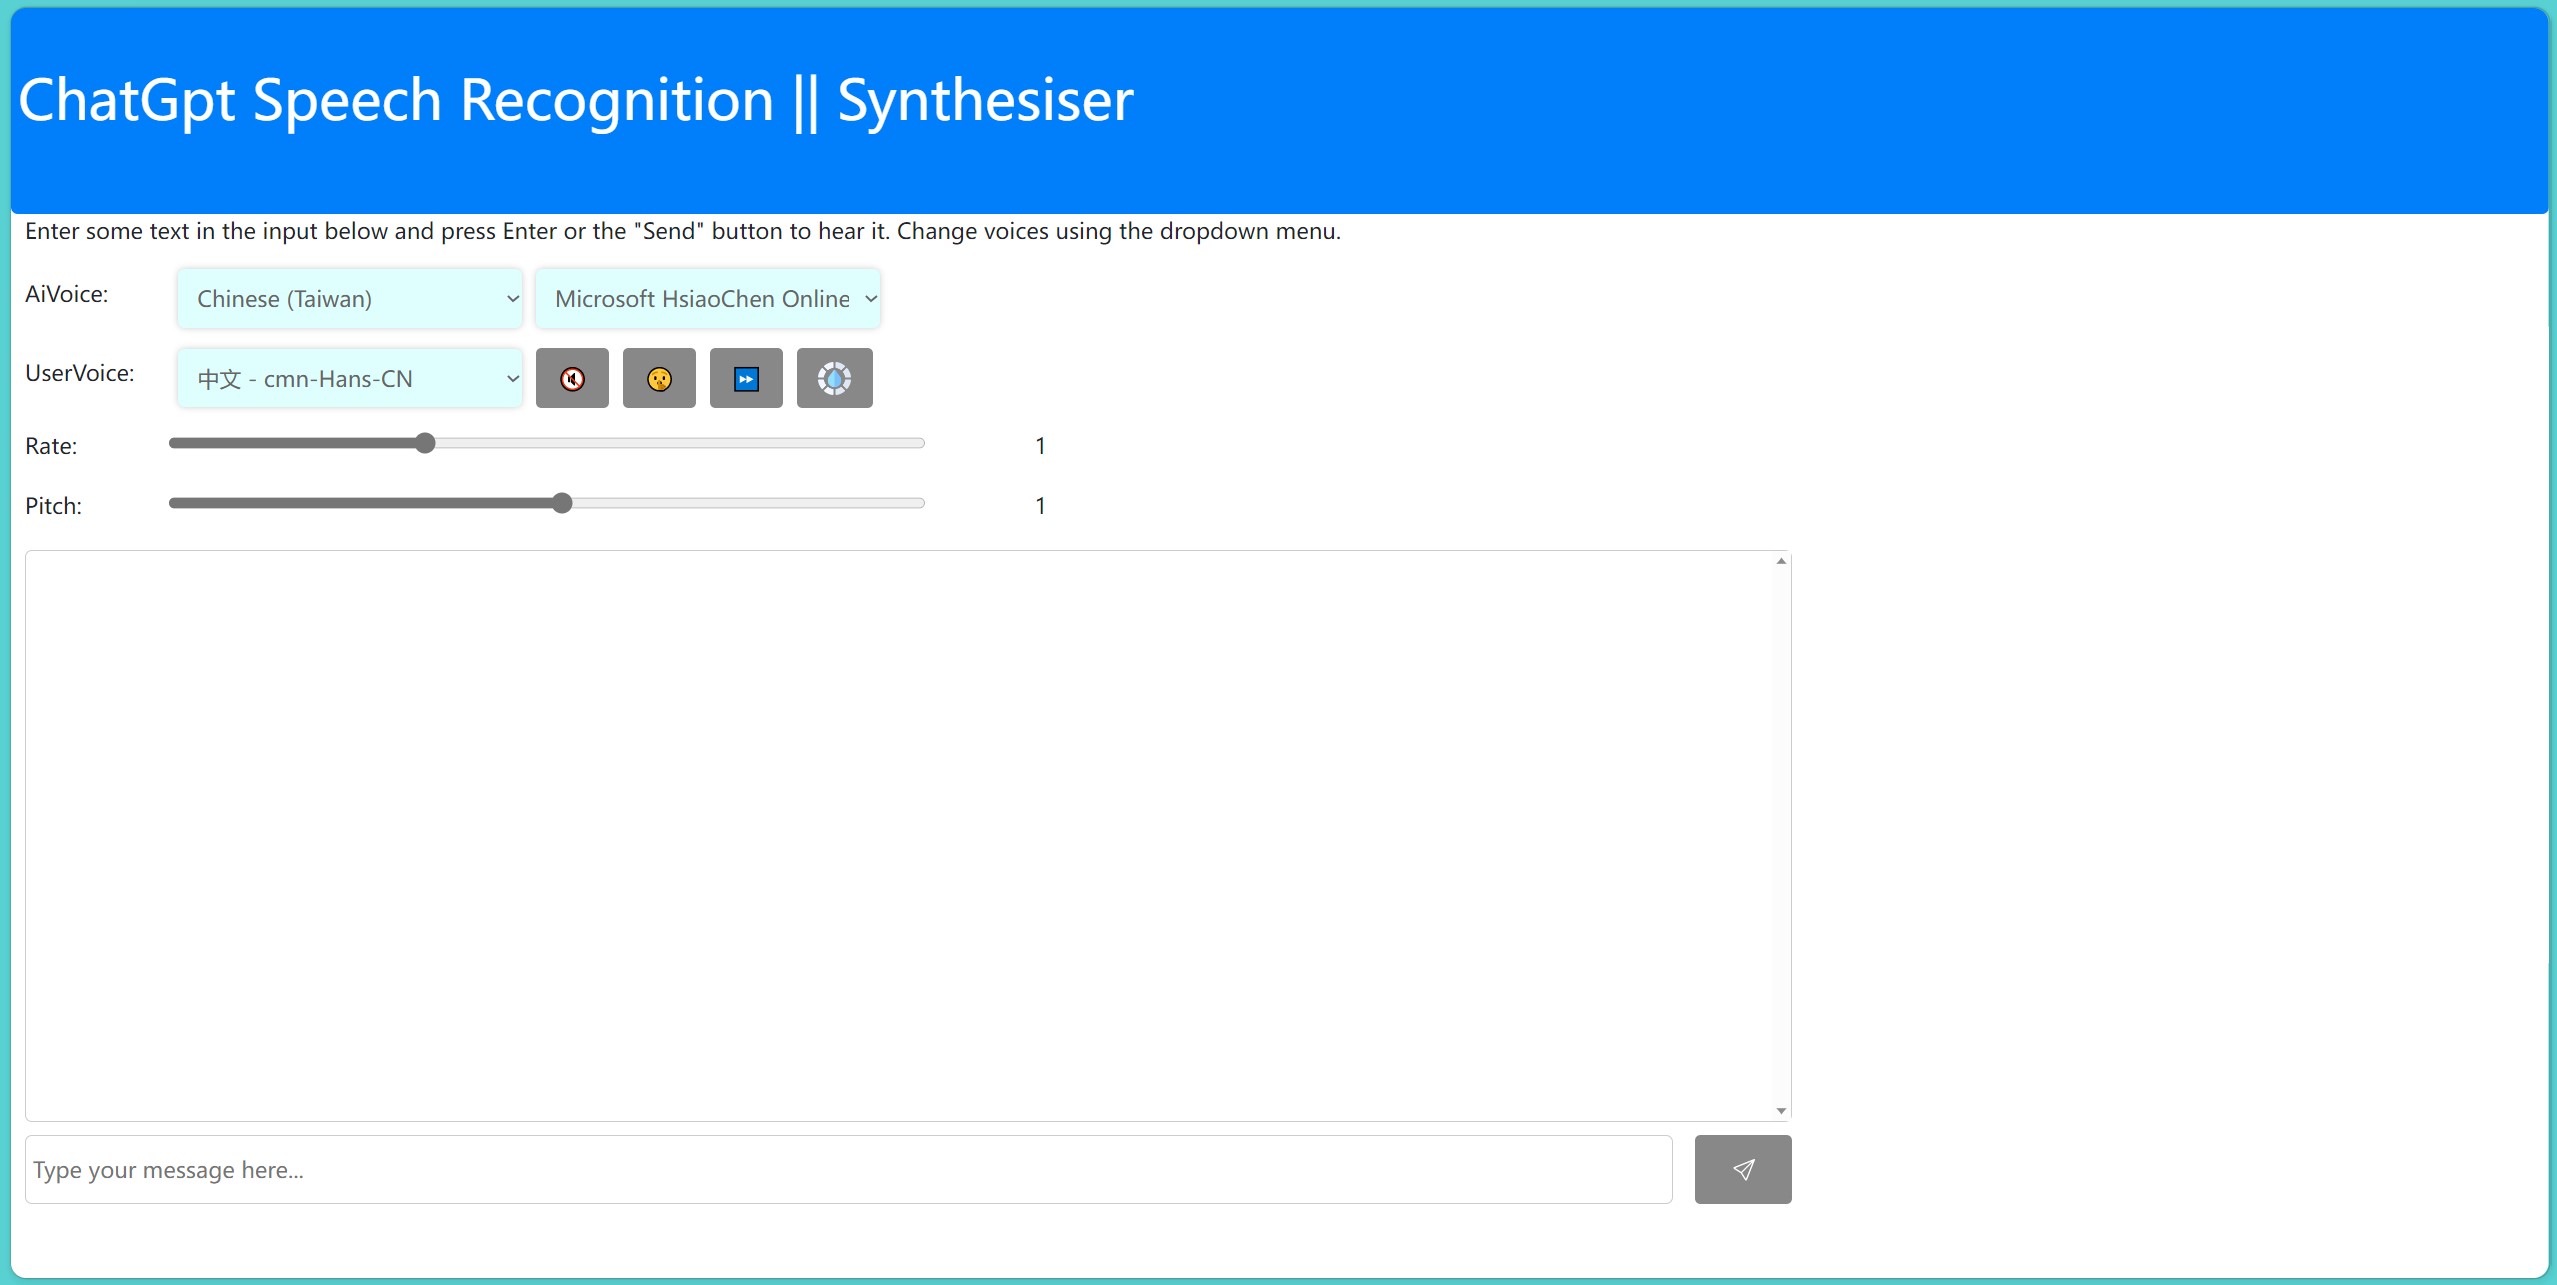 ChatGpt Speech Recognition || Synthesiser
Enter some text in the input below and press Enter or the "Send" button to hear it. Change voices using the dropdown menu.
AiVoice: Chinese (Taiwan) Microsoft HsiaoChen Online
UserVoice: 中文 - cmn-Hans-CN
Rate: 1
Pitch: 1
Type your message here...